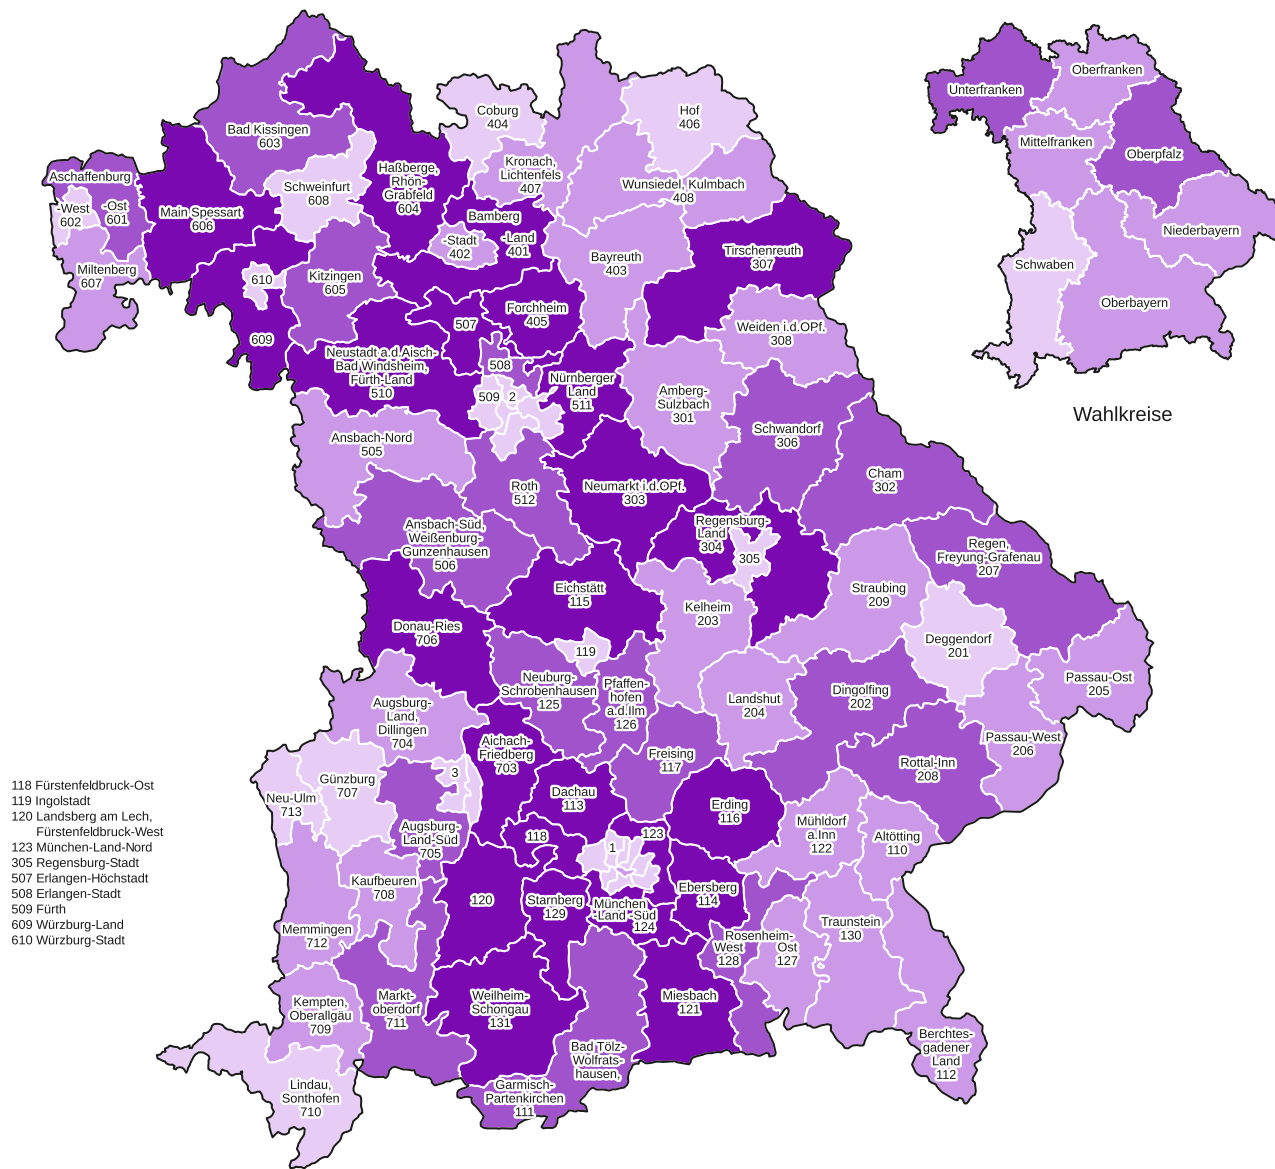 Coburg
404
Hof
406
Bad Kissingen
603
Kronach,
Lichtenfels
407
Haßberge,
Rhön-
Grabfeld
604
Aschaffenburg
-West
602
-Ost
601
Schweinfurt
608
Wunsiedel, Kulmbach
408
Main Spessart
606
Bamberg
-Stadt
402
-Land
401
Bayreuth
403
Tirschenreuth
307
Miltenberg
607
610
Kitzingen
605
Forchheim
405
507
Weiden i.d.OPf.
308
609
Neustadt a.d.Aisch-
Bad Windsheim,
Fürth-Land
510
508
509
2
Nürnberger
Land
511
Amberg-
Sulzbach
301
Ansbach-Nord
505
Schwandorf
306
Cham
302
Roth
512
Neumarkt i.d.OPf.
303
Ansbach-Süd,
Weißenburg-
Gunzenhausen
506
Regensburg-
Land
304
305
Regen,
Freyung-Grafenau
207
Eichstätt
115
Straubing
209
Kelheim
203
Donau-Ries
706
Deggendorf
201
119
Neuburg-
Schrobenhausen
125
Pfaffen-
hofen
a.d.Ilm
126
Passau-Ost
205
Landshut
204
Dingolfing
202
Augsburg-
Land,
Dillingen
704
Passau-West
206
Aichach-
Friedberg
703
Freising
117
Rottal-Inn
208
Günzburg
707
3
Neu-Ulm
713
Dachau
113
Erding
116
Mühldorf
a.Inn
122
Altötting
110
Augsburg-
Land-Süd
705
118
123
1
Kaufbeuren
708
120
Starnberg
129
München
-Land -Süd
124
Ebersberg
114
Memmingen
712
Rosenheim-
West
128
Ost
127
Traunstein
130
Kempten,
Oberallgäu
709
Markt-
oberdorf
711
Weilheim-
Schongau
131
Miesbach
121
Bad Tölz-
Wolfrats-
hausen,
Garmisch-
Partenkirchen
111
Berchtes-
gadener
Land
112
Lindau,
Sonthofen
710
118 Fürstenfeldbruck-Ost
119 Ingolstadt
120 Landsberg am Lech,
Fürstenfeldbruck-West
123 München-Land-Nord
305 Regensburg-Stadt
507 Erlangen-Höchstadt
508 Erlangen-Stadt
509 Fürth
609 Würzburg-Land
610 Würzburg-Stadt
Unterfranken
Oberfranken
Mittelfranken
Oberpfalz
Niederbayern
Schwaben
Oberbayern
Wahlkreise